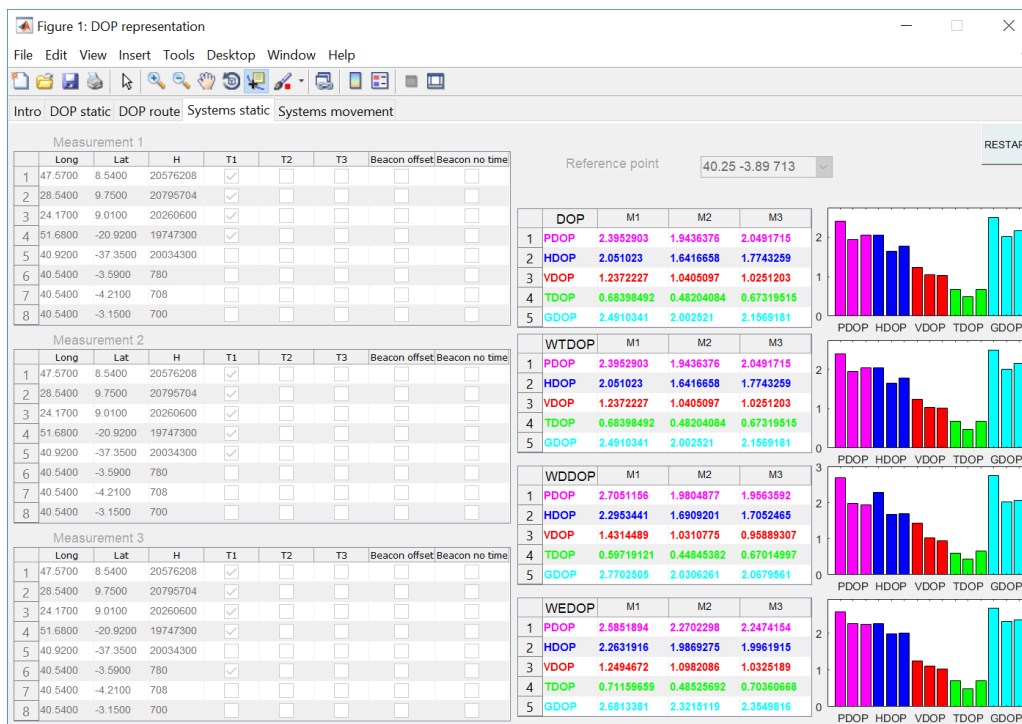 Figure 1: DOP representation
File Edit View Insert Tools Desktop Window Help
Intro DOP static DOP route Systems static Systems movement
Measurement 1
Long Lat H T1 T2 T3 Beacon offset Beacon no time
1 47.5700 8.5400 20576208
2 28.5400 9.7500 20795704
3 24.1700 9.0100 20260600
4 51.6800 -20.9200 19747300
5 40.9200 -37.3500 20034300
6 40.5400 -3.5900 780
7 40.5400 -4.2100 708
8 40.5400 -3.1500 700
Measurement 2
Long Lat H T1 T2 T3 Beacon offset Beacon no time
1 47.5700 8.5400 20576208
2 28.5400 9.7500 20795704
3 24.1700 9.0100 20260600
4 51.6800 -20.9200 19747300
5 40.9200 -37.3500 20034300
6 40.5400 -3.5900 780
7 40.5400 -4.2100 708
8 40.5400 -3.1500 700
Measurement 3
Long Lat H T1 T2 T3 Beacon offset Beacon no time
1 47.5700 8.5400 20576208
2 28.5400 9.7500 20795704
3 24.1700 9.0100 20260600
4 51.6800 -20.9200 19747300
5 40.9200 -37.3500 20034300
6 40.5400 -3.5900 780
7 40.5400 -4.2100 708
8 40.5400 -3.1500 700
Reference point 40.25 -3.89 713
RESTAR
DOP M1 M2 M3
1 PDOP 2.3952903 1.9436376 2.0491715
2 HDOP 2.051023 1.6416658 1.7743259
3 VDOP 1.2372227 1.0405097 1.0251203
4 TDOP 0.68398492 0.48204084 0.67319515
5 GDOP 2.4910341 2.002521 2.1569181
2
1
0
PDOP HDOP VDOP TDOP GDOP
WTDOP M1 M2 M3
1 PDOP 2.3952903 1.9436376 2.0491715
2 HDOP 2.051023 1.6416658 1.7743259
3 VDOP 1.2372227 1.0405097 1.0251203
4 TDOP 0.68398492 0.48204084 0.67319515
5 GDOP 2.4910341 2.002521 2.1569181
2
1
0
PDOP HDOP VDOP TDOP GDOP
WDDOP M1 M2 M3
1 PDOP 2.7051156 1.9804877 1.9563592
2 HDOP 2.2953441 1.6909201 1.7052465
3 VDOP 1.4314489 1.0310775 0.95889307
4 TDOP 0.59719121 0.44845382 0.67014997
5 GDOP 2.7702505 2.0306261 2.0679561
3
2
1
0
PDOP HDOP VDOP TDOP GDOP
WEDOP M1 M2 M3
1 PDOP 2.5851894 2.2702298 2.2474154
2 HDOP 2.2631916 1.9869275 1.9961915
3 VDOP 1.2494672 1.0982086 1.0325189
4 TDOP 0.71159659 0.48525692 0.70360668
5 GDOP 2.6813381 2.3215119 2.3549816
2
1
0
PDOP HDOP VDOP TDOP GDOP